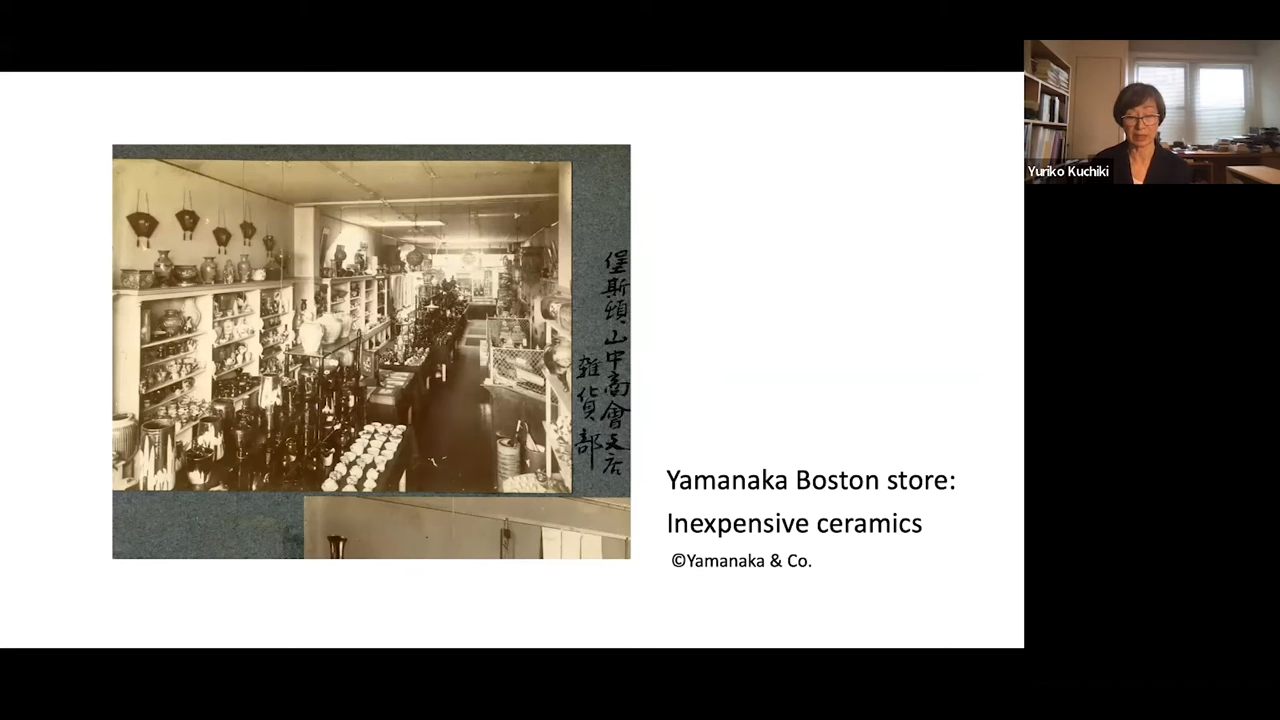 堡斯頓山中商會支店
雜貨部
Yamanaka Boston store:
Inexpensive ceramics
©Yamanaka & Co.
Yuriko Kuchiki